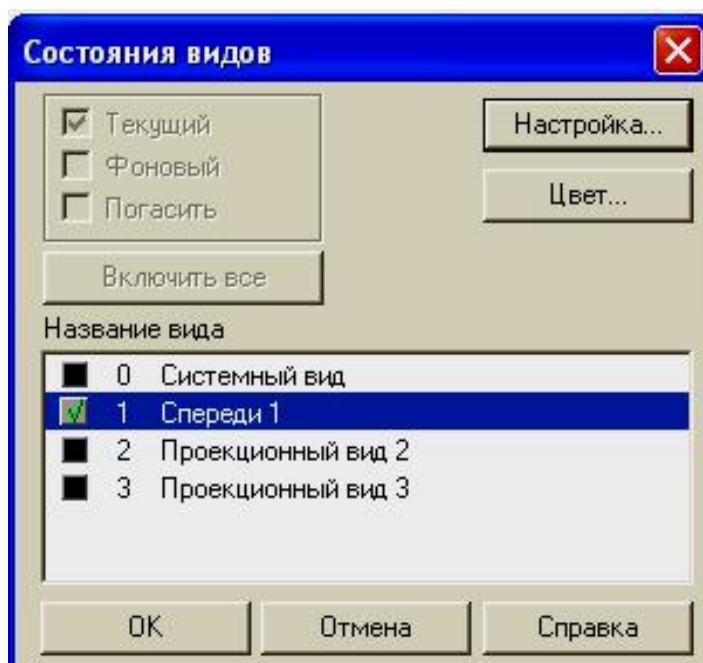 Состояния видов
Текущий
Фоновый
Погасить
Настройка...
Цвет...
Включить все
Название вида
0 Системный вид
1 Спереди 1
2 Проекционный вид 2
3 Проекционный вид 3
OK Отмена Справка